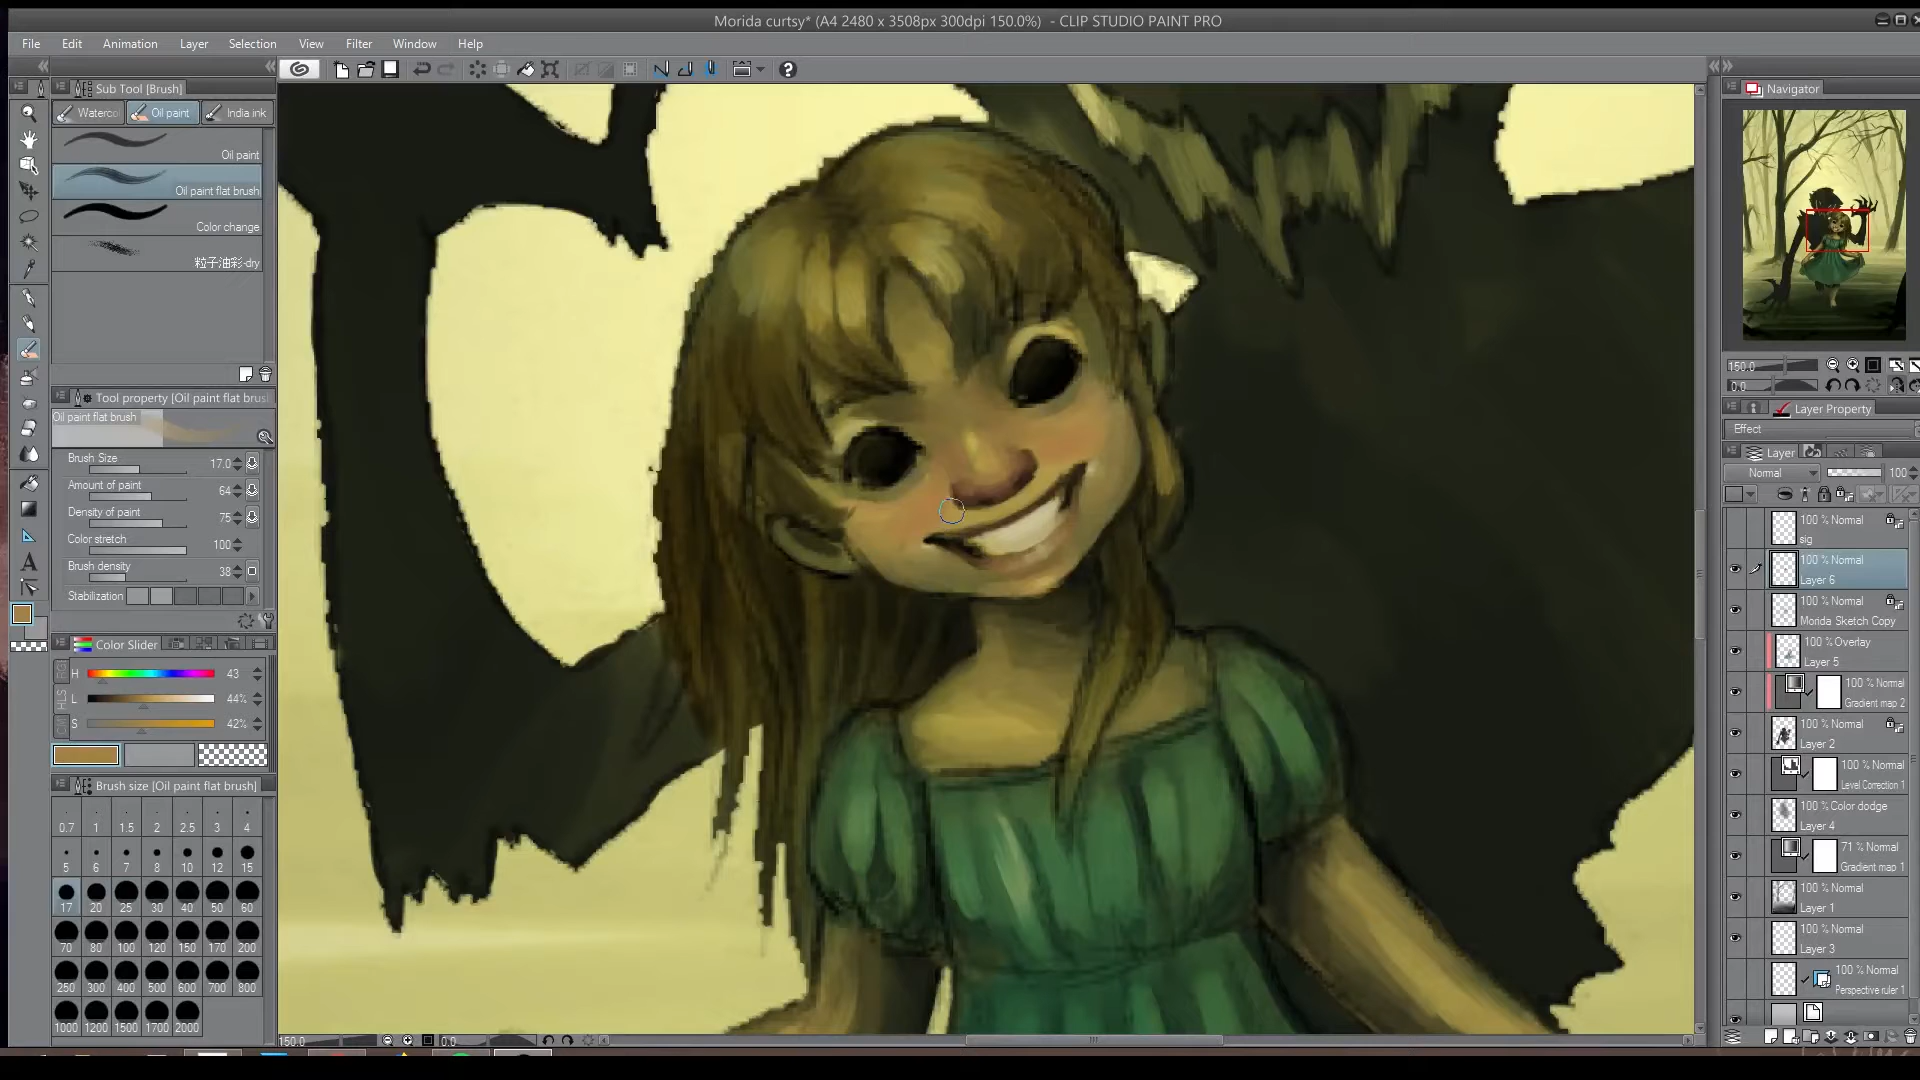 Morida curtsy* (A4 2480 x 3508px 300dpi 150.0%) - CLIP STUDIO PAINT PRO
File Edit Animation Layer Selection View Filter Window Help
Sub Tool [Brush]
Waterco Oil paint India ink
Oil paint
Oil paint flat brush
Color change
粒子油彩-dry
Tool property [Oil paint flat brus
Oil paint flat brush
Brush Size 17.0
Amount of paint 64
Density of paint 75
Color stretch 100
Brush density 38
Stabilization
Color Slider
H 43
L 44%
S 42%
Brush size [Oil paint flat brush]
0.7 1 1.5 2 2.5 3 4
5 6 7 8 10 12 15
17 20 25 30 40 50 60
70 80 100 120 150 170 200
250 300 400 500 600 700 800
1000 1200 1500 1700 2000
150.0 0.0
Navigator
150.0
0.0
Layer Property
Effect
Layer
Normal 100
100 % Normal
sig
100 % Normal
Layer 6
100 % Normal
Morida Sketch Copy
100 % Overlay
Layer 5
100 % Normal
Gradient map 2
100 % Normal
Layer 2
100 % Normal
Level Correction 1
100 % Color dodge
Layer 4
71 % Normal
Gradient map 1
100 % Normal
Layer 1
100 % Normal
Layer 3
100 % Normal
Perspective ruler 1